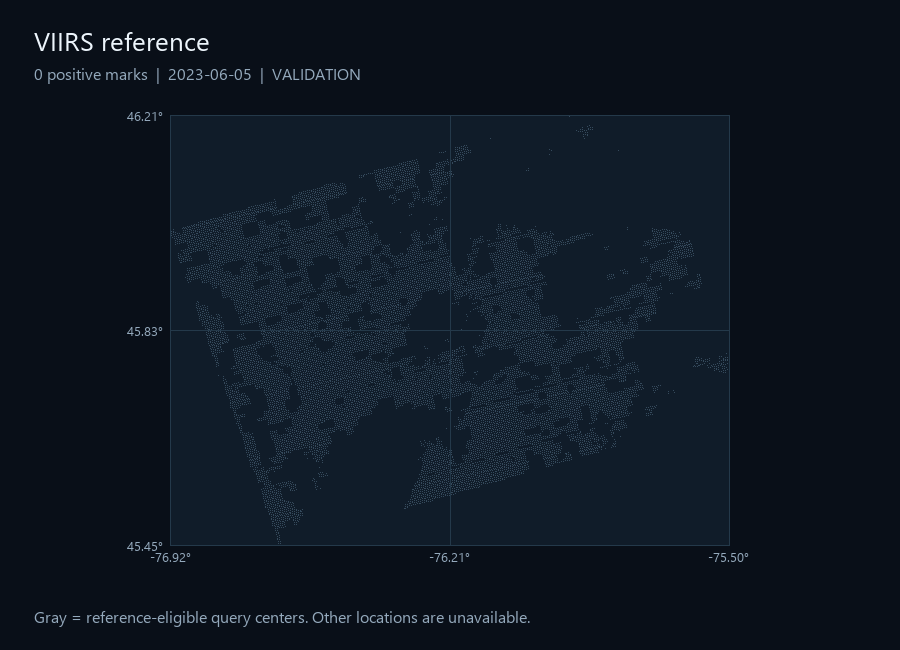 VIIRS reference
0 positive marks | 2023-06-05 | VALIDATION
46.21°
45.83°
45.45°
-76.92°
-76.21°
-75.50°
Gray = reference-eligible query centers. Other locations are unavailable.